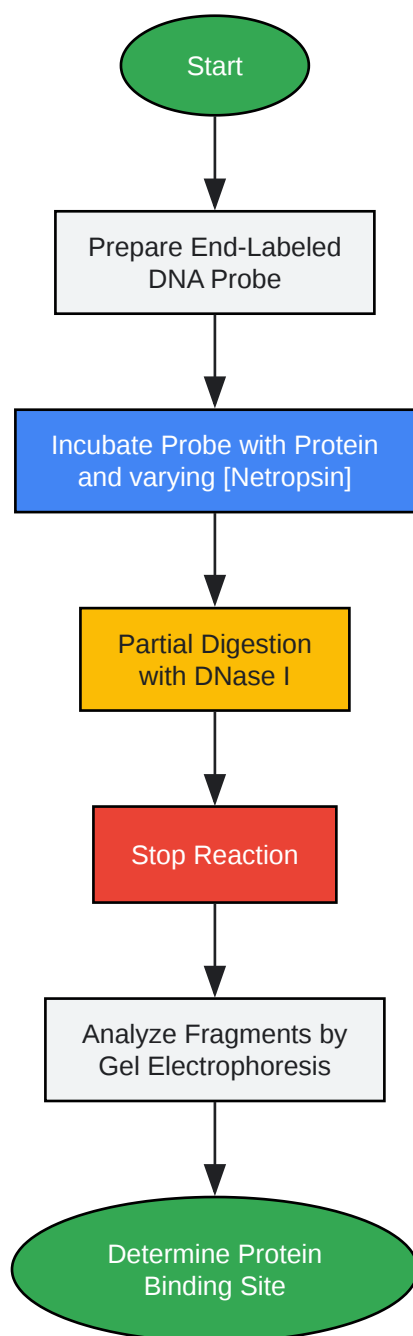 Start
Prepare End-Labeled
DNA Probe
Incubate Probe with Protein
and varying [Netropsin]
Partial Digestion
with DNase I
Stop Reaction
Analyze Fragments by
Gel Electrophoresis
Determine Protein
Binding Site